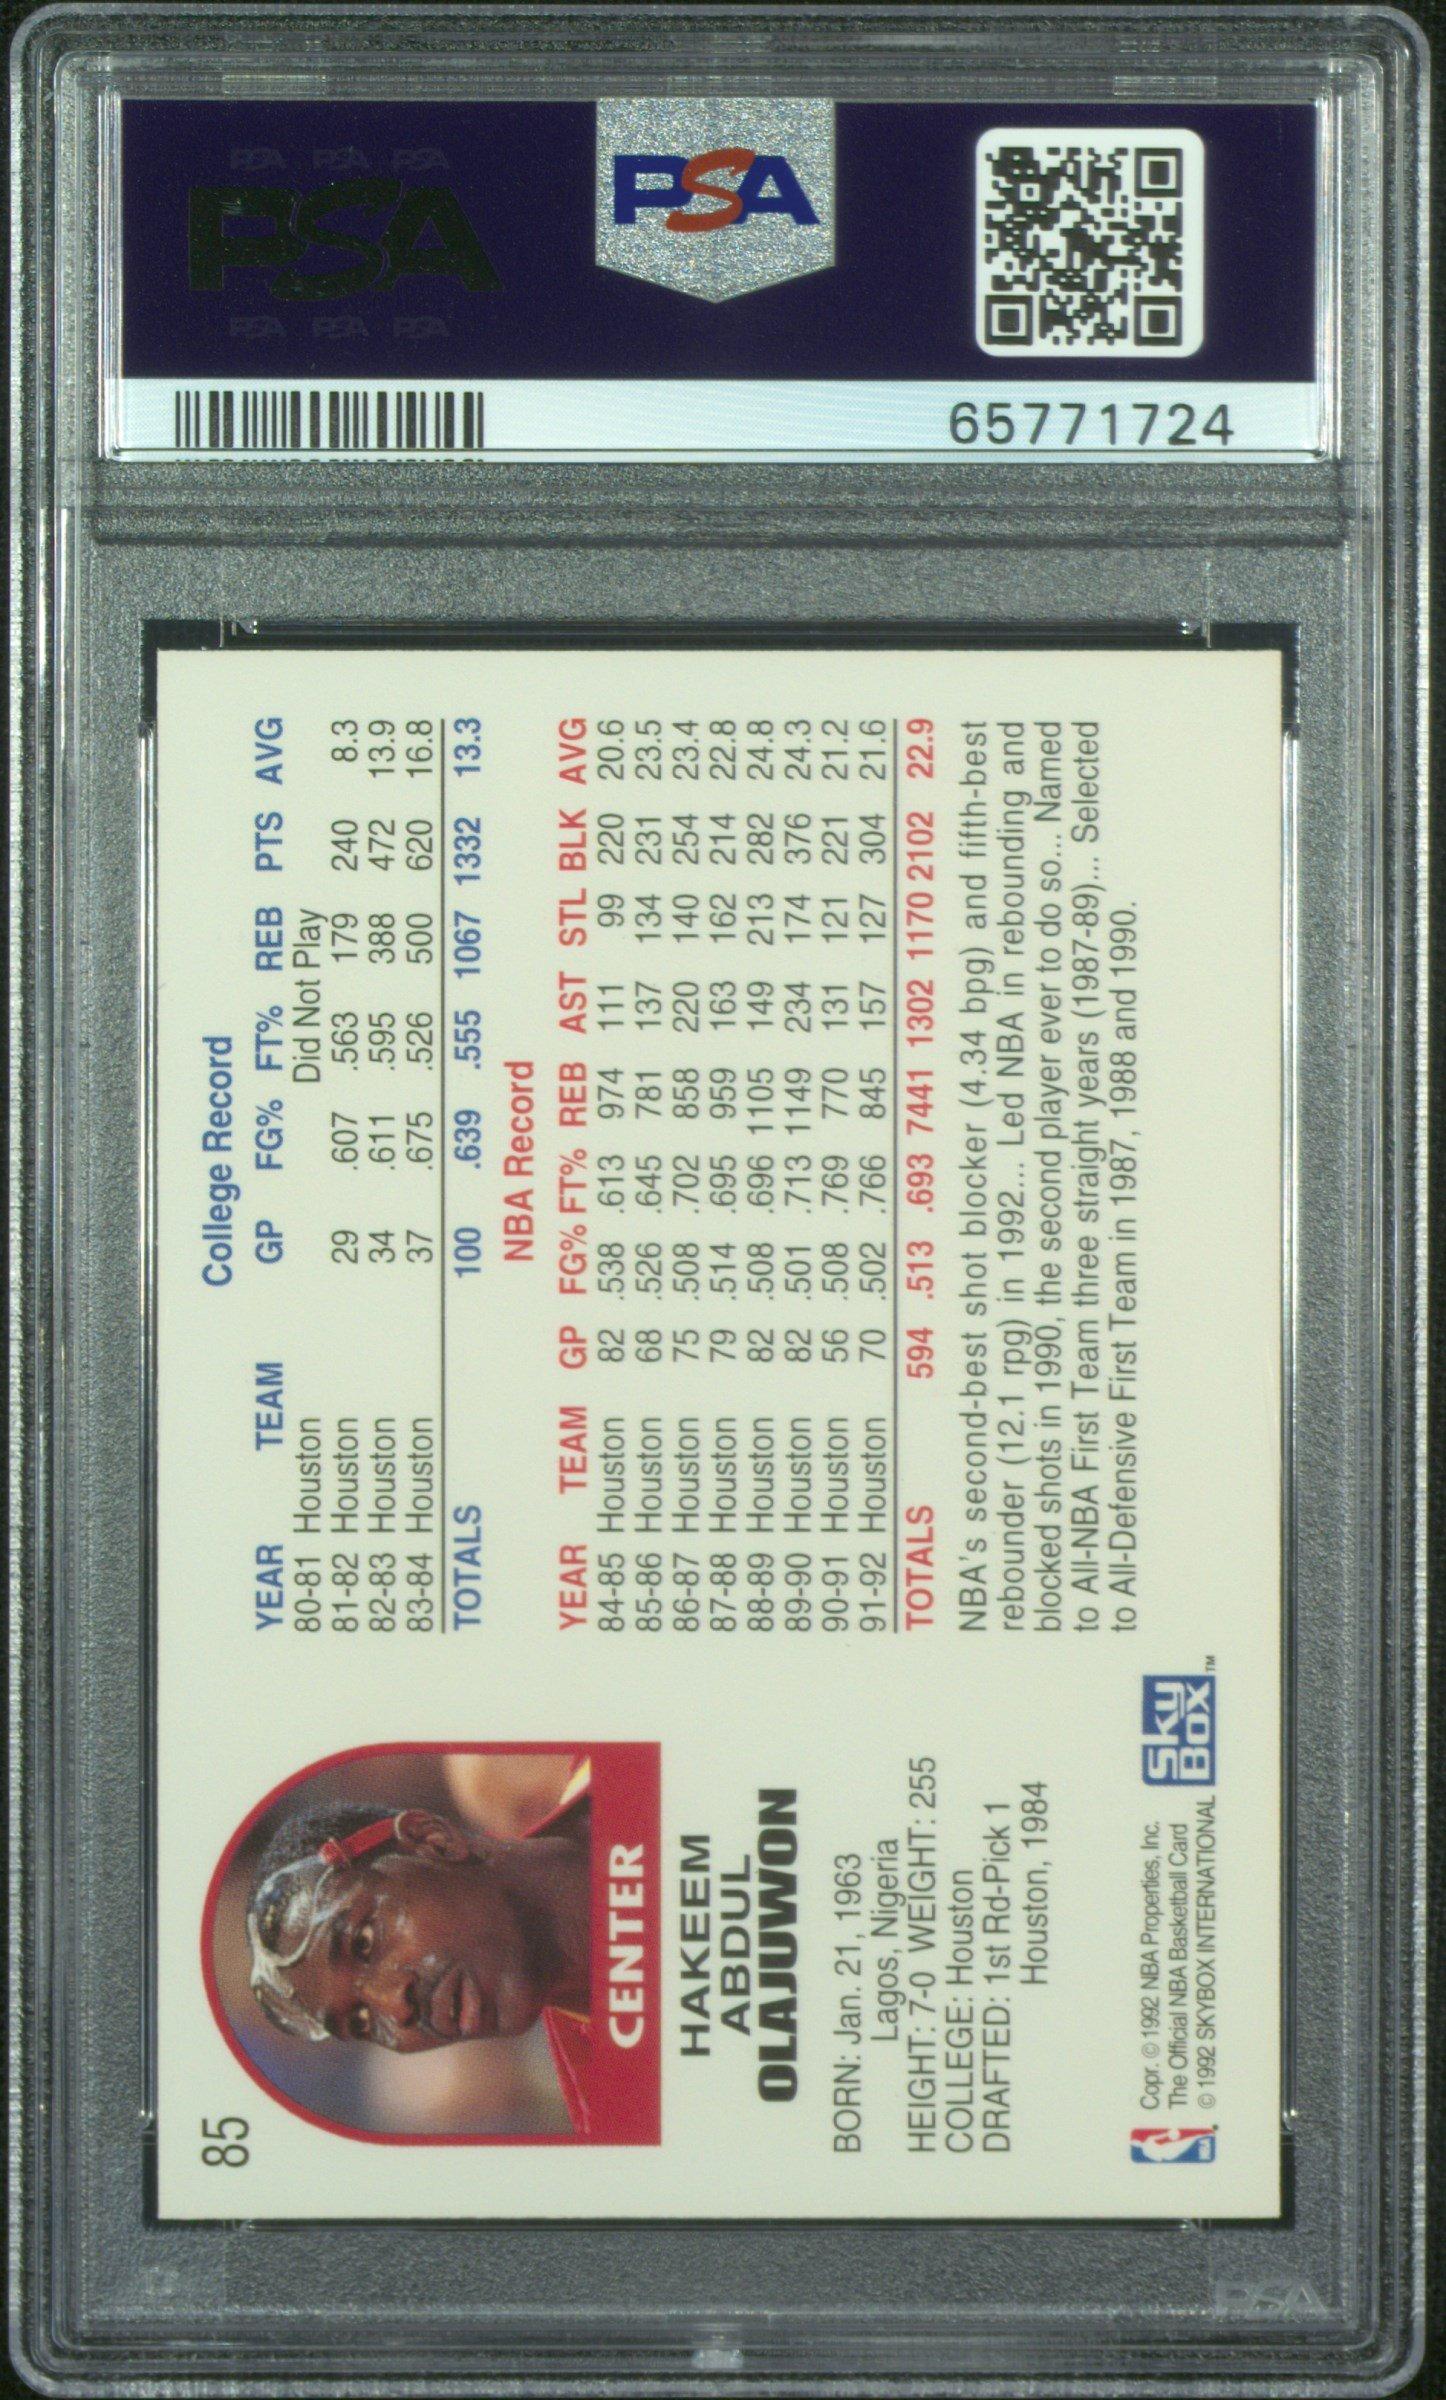 PSA PSA PSA
PSA
PSA PSA PSA
PSA
65771724
85
CENTER
HAKEEM
ABDUL
OLAJUWON
BORN: Jan. 21, 1963
Lagos, Nigeria
HEIGHT: 7-0 WEIGHT: 255
COLLEGE: Houston
DRAFTED: 1st Rd-Pick 1
Houston, 1984
NBA
Copr. © 1992 NBA Properties, Inc.
The Official NBA Basketball Card
© 1992 SKYBOX INTERNATIONAL
SKY
BOX™
College Record
YEAR TEAM GP FG% FT% REB PTS AVG
80-81 Houston Did Not Play
81-82 Houston 29 .607 .563 179 240 8.3
82-83 Houston 34 .611 .595 388 472 13.9
83-84 Houston 37 .675 .526 500 620 16.8
TOTALS 100 .639 .555 1067 1332 13.3
NBA Record
YEAR TEAM GP FG% FT% REB AST STL BLK AVG
84-85 Houston 82 .538 .613 974 111 99 220 20.6
85-86 Houston 68 .526 .645 781 137 134 231 23.5
86-87 Houston 75 .508 .702 858 220 140 254 23.4
87-88 Houston 79 .514 .695 959 163 162 214 22.8
88-89 Houston 82 .508 .696 1105 149 213 282 24.8
89-90 Houston 82 .501 .713 1149 234 174 376 24.3
90-91 Houston 56 .508 .769 770 131 121 221 21.2
91-92 Houston 70 .502 .766 845 157 127 304 21.6
TOTALS 594 .513 .693 7441 1302 1170 2102 22.9
NBA's second-best shot blocker (4.34 bpg) and fifth-best
rebounder (12.1 rpg) in 1992... Led NBA in rebounding and
blocked shots in 1990, the second player ever to do so... Named
to All-NBA First Team three straight years (1987-89)... Selected
to All-Defensive First Team in 1987, 1988 and 1990.
PSA